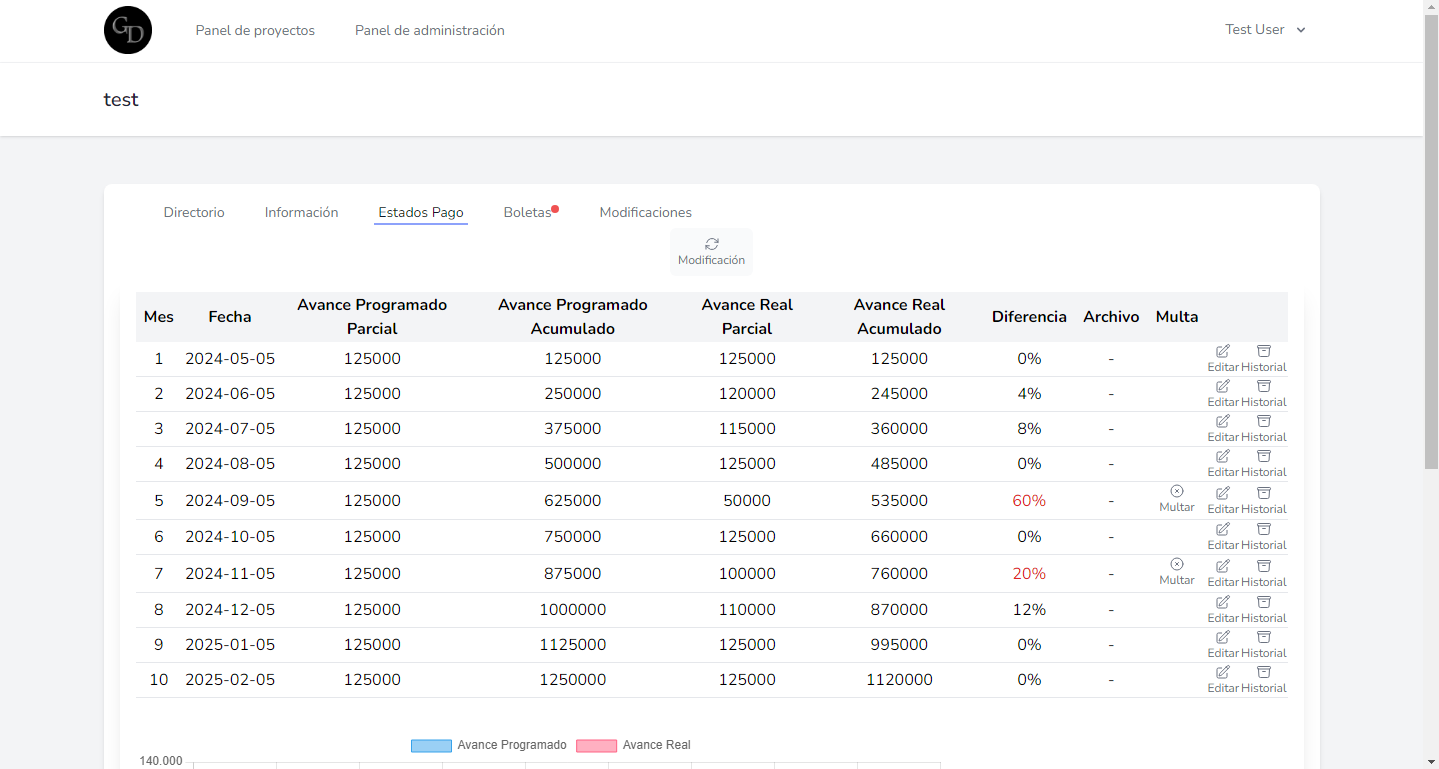 GD
Panel de proyectos Panel de administración Test User
test
Directorio Información Estados Pago Boletas Modificaciones
Modificación
Mes Fecha Avance Programado Parcial Avance Programado Acumulado Avance Real Parcial Avance Real Acumulado Diferencia Archivo Multa
1 2024-05-05 125000 125000 125000 125000 0% - Editar Historial
2 2024-06-05 125000 250000 120000 245000 4% - Editar Historial
3 2024-07-05 125000 375000 115000 360000 8% - Editar Historial
4 2024-08-05 125000 500000 125000 485000 0% - Editar Historial
5 2024-09-05 125000 625000 50000 535000 60% - Multar Editar Historial
6 2024-10-05 125000 750000 125000 660000 0% - Editar Historial
7 2024-11-05 125000 875000 100000 760000 20% - Multar Editar Historial
8 2024-12-05 125000 1000000 110000 870000 12% - Editar Historial
9 2025-01-05 125000 1125000 125000 995000 0% - Editar Historial
10 2025-02-05 125000 1250000 125000 1120000 0% - Editar Historial
Avance Programado Avance Real
140.000